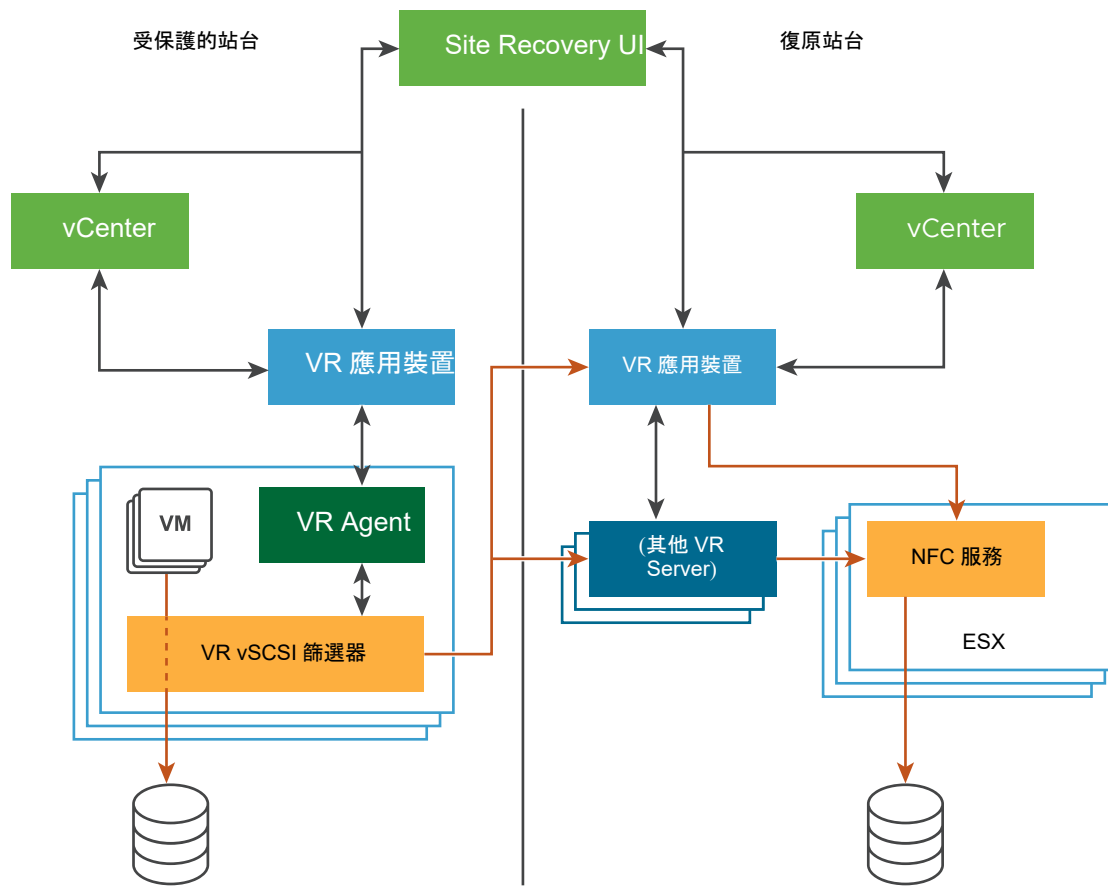 受保護的站台
Site Recovery UI
復原站台
vCenter
vCenter
VR 應用裝置
VR 應用裝置
VM
VR Agent
(其他 VR
Server)
NFC 服務
VR vSCSI 篩選器
ESX